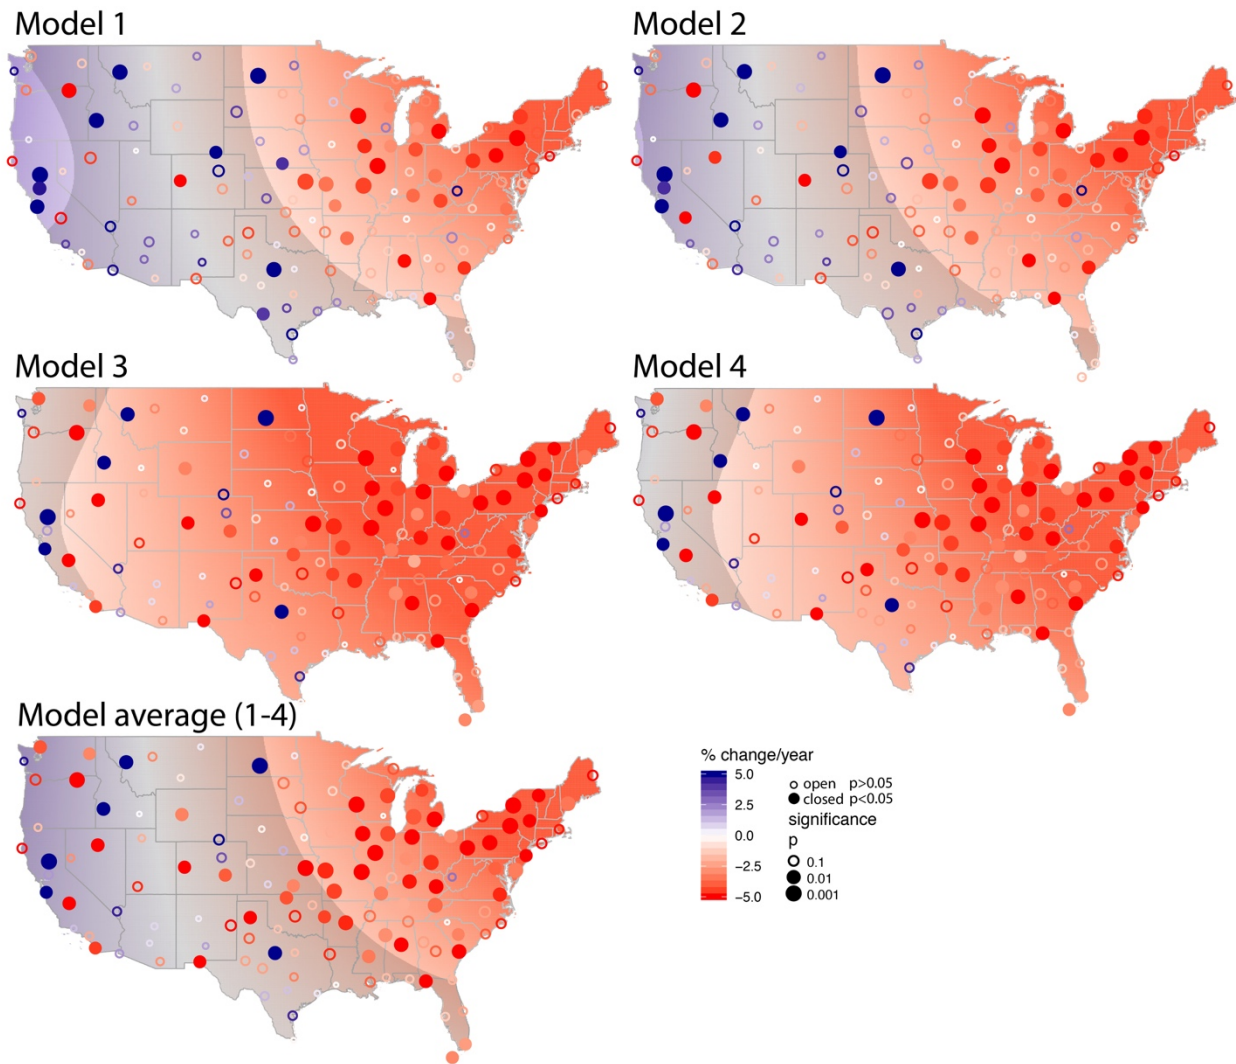 Model 1
Model 2
Model 3
Model 4
Model average (1-4)
% change/year
5.0
2.5
0.0
−2.5
−5.0
open p>0.05
closed p<0.05
significance
p
0.1
0.01
0.001